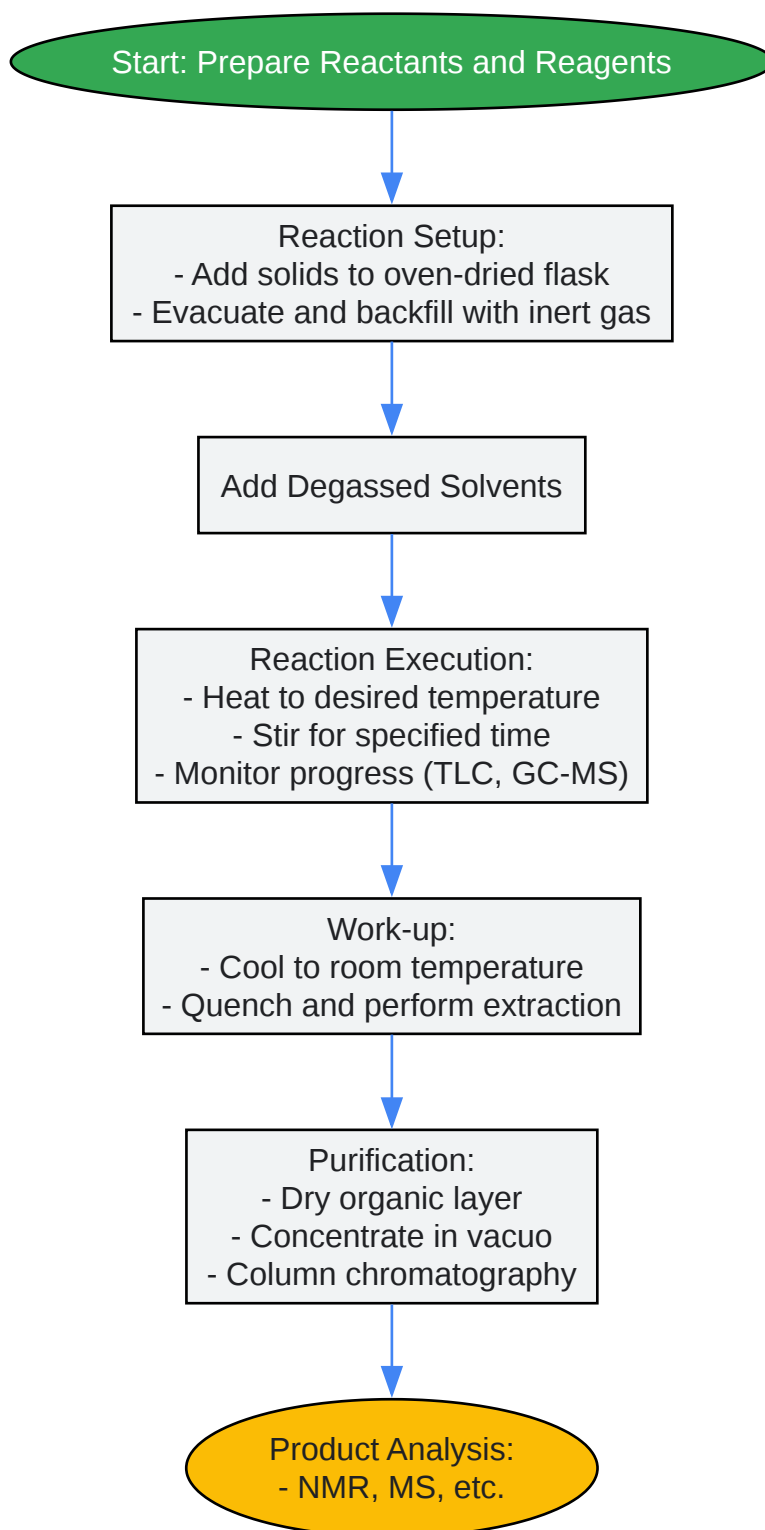 Start: Prepare Reactants and Reagents
Reaction Setup:
- Add solids to oven-dried flask
- Evacuate and backfill with inert gas
Add Degassed Solvents
Reaction Execution:
- Heat to desired temperature
- Stir for specified time
- Monitor progress (TLC, GC-MS)
Work-up:
- Cool to room temperature
- Quench and perform extraction
Purification:
- Dry organic layer
- Concentrate in vacuo
- Column chromatography
Product Analysis:
- NMR, MS, etc.